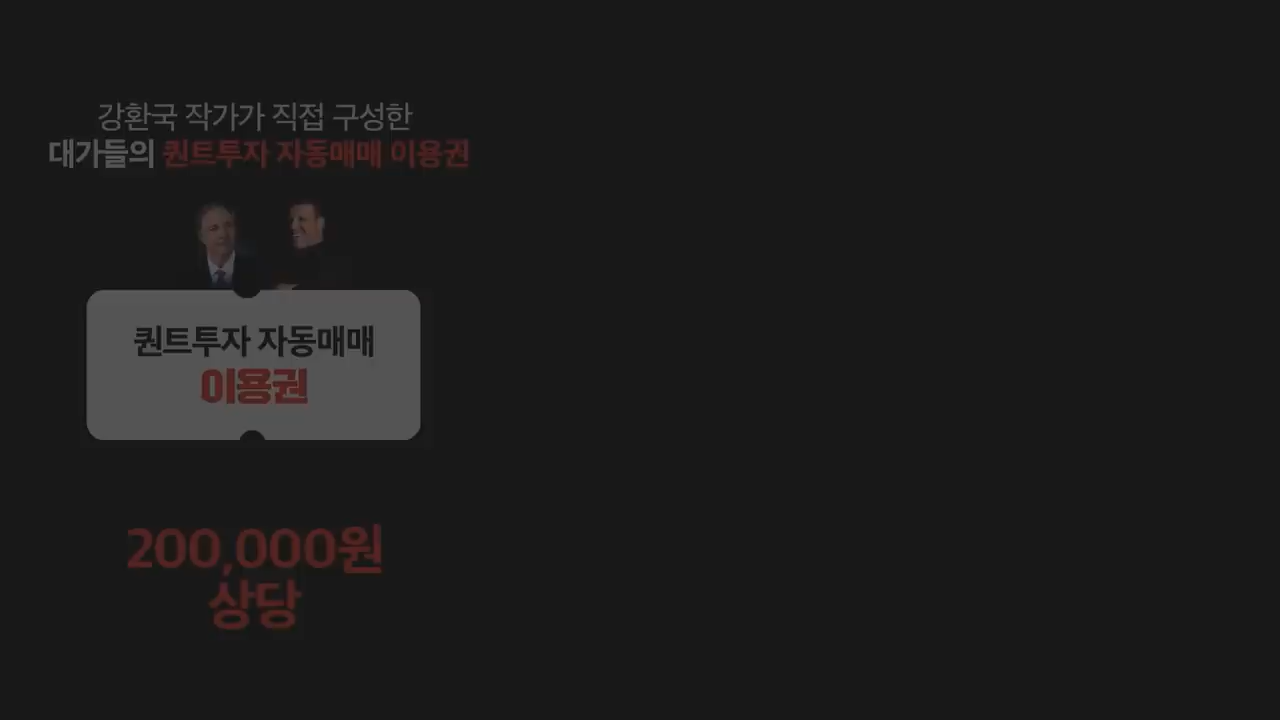 강환국 작가가 직접 구성한
대가들의 퀀트투자 자동매매 이용권
퀀트투자 자동매매
이용권
200,000원
상당